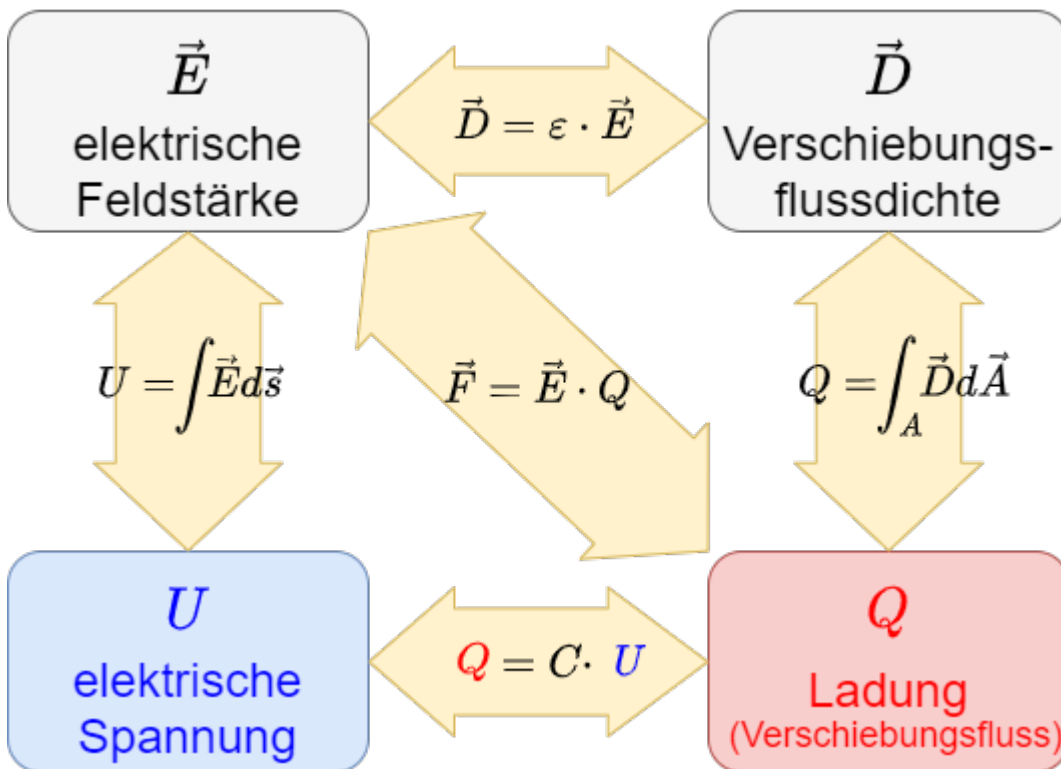 E⃗
elektrische
Feldstärke
D⃗ = ε · E⃗
D⃗
Verschiebungs-
flussdichte
U = ∫E⃗ds⃗
F⃗ = E⃗ · Q
Q = ∫_A D⃗dA⃗
U
elektrische
Spannung
Q = C· U
Q
Ladung
(Verschiebungsfluss)